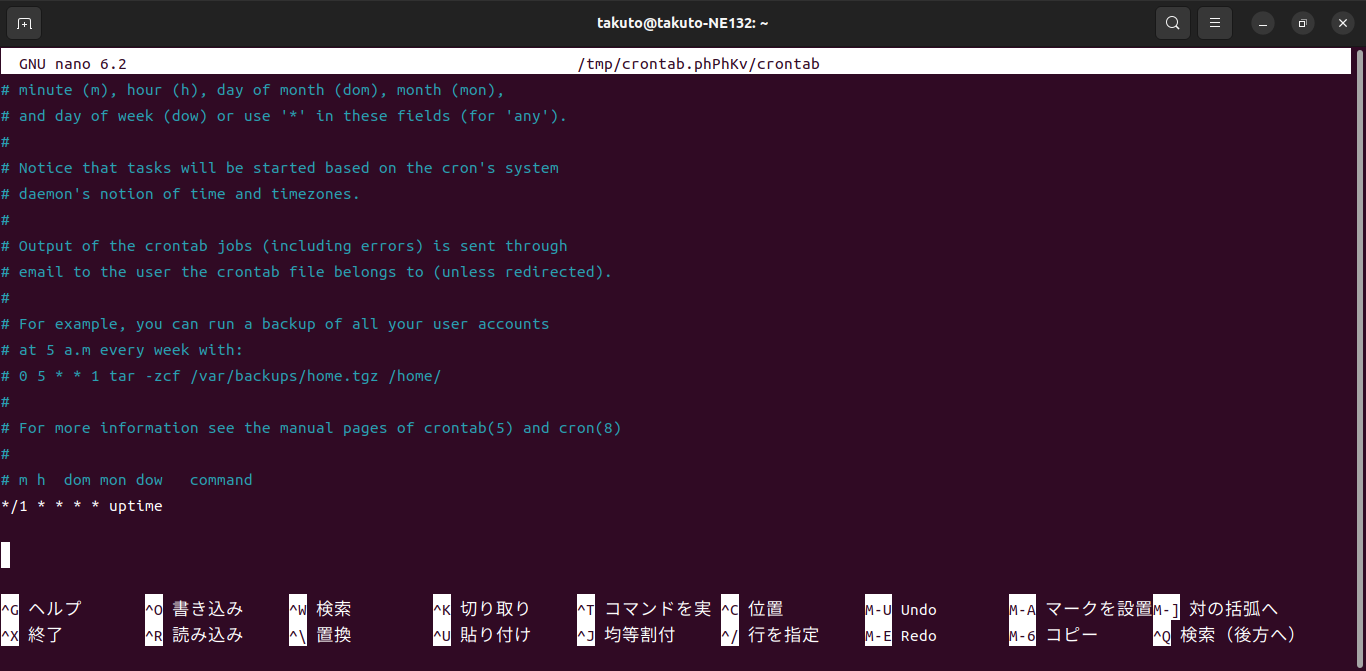 takuto@takuto-NE132: ~
GNU nano 6.2 /tmp/crontab.phPhKv/crontab
# minute (m), hour (h), day of month (dom), month (mon),
# and day of week (dow) or use '*' in these fields (for 'any').
#
# Notice that tasks will be started based on the cron's system
# daemon's notion of time and timezones.
#
# Output of the crontab jobs (including errors) is sent through
# email to the user the crontab file belongs to (unless redirected).
#
# For example, you can run a backup of all your user accounts
# at 5 a.m every week with:
# 0 5 * * 1 tar -zcf /var/backups/home.tgz /home/
#
# For more information see the manual pages of crontab(5) and cron(8)
#
# m h  dom mon dow   command
*/1 * * * * uptime
^G ヘルプ ^O 書き込み ^W 検索 ^K 切り取り ^T コマンドを実 ^C 位置 M-U Undo M-A マークを設置 M-] 対の括弧へ
^X 終了 ^R 読み込み ^\ 置換 ^U 貼り付け ^J 均等割付 ^/ 行を指定 M-E Redo M-6 コピー ^Q 検索（後方へ）